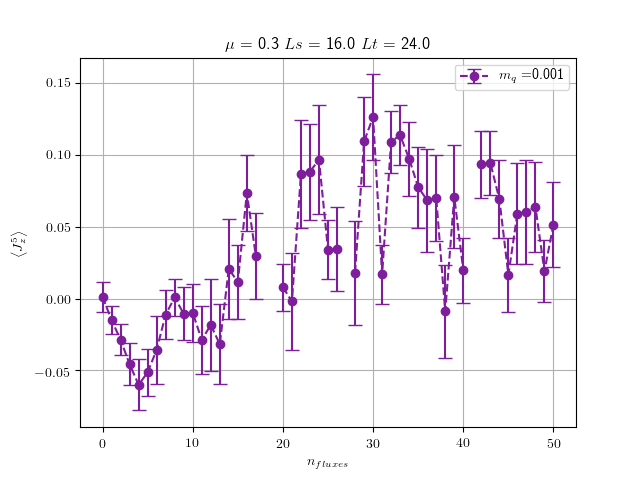 μ = 0.3 Ls = 16.0 Lt = 24.0
m_q =0.001
0.15
0.10
0.05
0.00
−0.05
⟨J_z^5⟩
0 10 20 30 40 50
n_fluxes